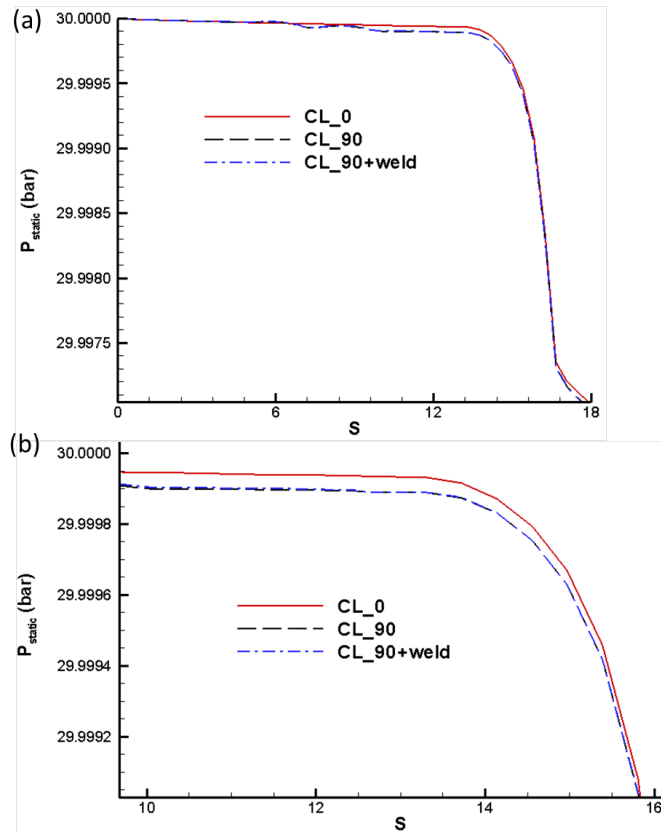 (a)
30.0000
29.9995
29.9990
29.9985
29.9980
29.9975
P static (bar)
CL_0
CL_90
CL_90+weld
0 6 12 18
S
(b)
30.0000
29.9998
29.9996
29.9994
29.9992
P static (bar)
CL_0
CL_90
CL_90+weld
10 12 14 16
S